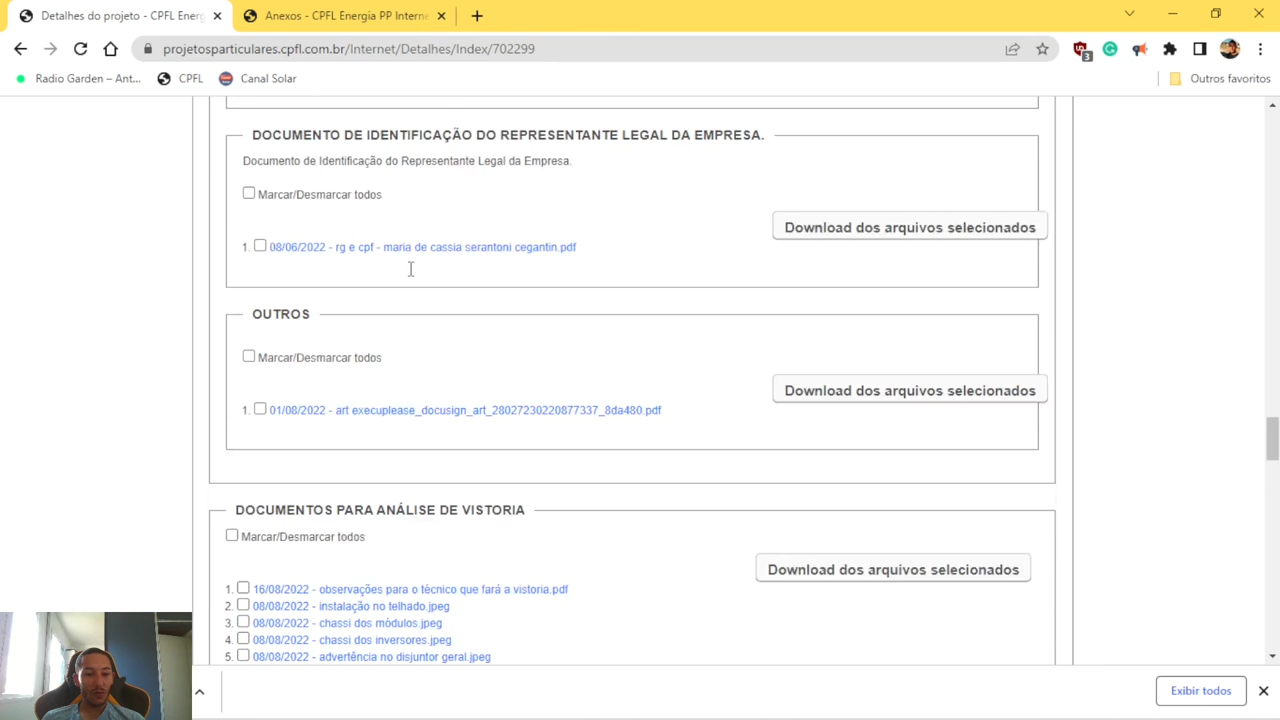 Detalhes do projeto - CPFL Energ
Anexos - CPFL Energia PP Interne
projetosparticulares.cpfl.com.br/Internet/Detalhes/Index/702299
3
Radio Garden – Ant...
CPFL
Canal Solar
Outros favoritos
DOCUMENTO DE IDENTIFICAÇÃO DO REPRESENTANTE LEGAL DA EMPRESA.
Documento de Identificação do Representante Legal da Empresa.
Marcar/Desmarcar todos
Download dos arquivos selecionados
1. 08/06/2022 - rg e cpf - maria de cassia serantoni cegantin.pdf
OUTROS
Marcar/Desmarcar todos
Download dos arquivos selecionados
1. 01/08/2022 - art execuplease_docusign_art_28027230220877337_8da480.pdf
DOCUMENTOS PARA ANÁLISE DE VISTORIA
Marcar/Desmarcar todos
Download dos arquivos selecionados
1. 16/08/2022 - observações para o tècnico que fará a vistoria.pdf
2. 08/08/2022 - instalação no telhado.jpeg
3. 08/08/2022 - chassi dos módulos.jpeg
4. 08/08/2022 - chassi dos inversores.jpeg
5. 08/08/2022 - advertência no disjuntor geral.jpeg
Exibir todos